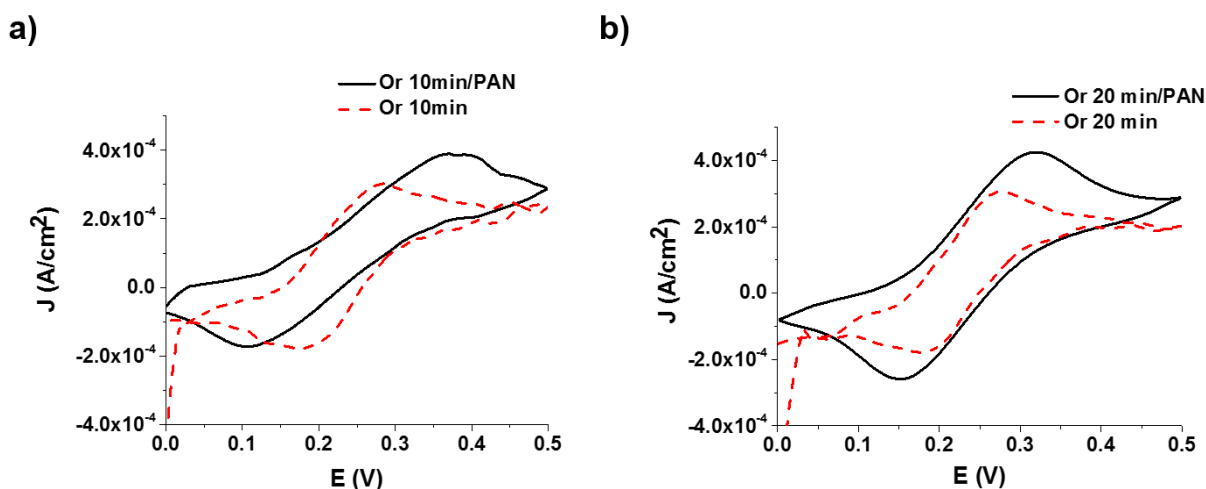 a)
Or 10min/PAN
Or 10min
4.0x10⁻⁴
2.0x10⁻⁴
0.0
-2.0x10⁻⁴
-4.0x10⁻⁴
J (A/cm²)
0.0 0.1 0.2 0.3 0.4 0.5
E (V)
b)
Or 20 min/PAN
Or 20 min
4.0x10⁻⁴
2.0x10⁻⁴
0.0
-2.0x10⁻⁴
-4.0x10⁻⁴
J (A/cm²)
0.0 0.1 0.2 0.3 0.4 0.5
E (V)